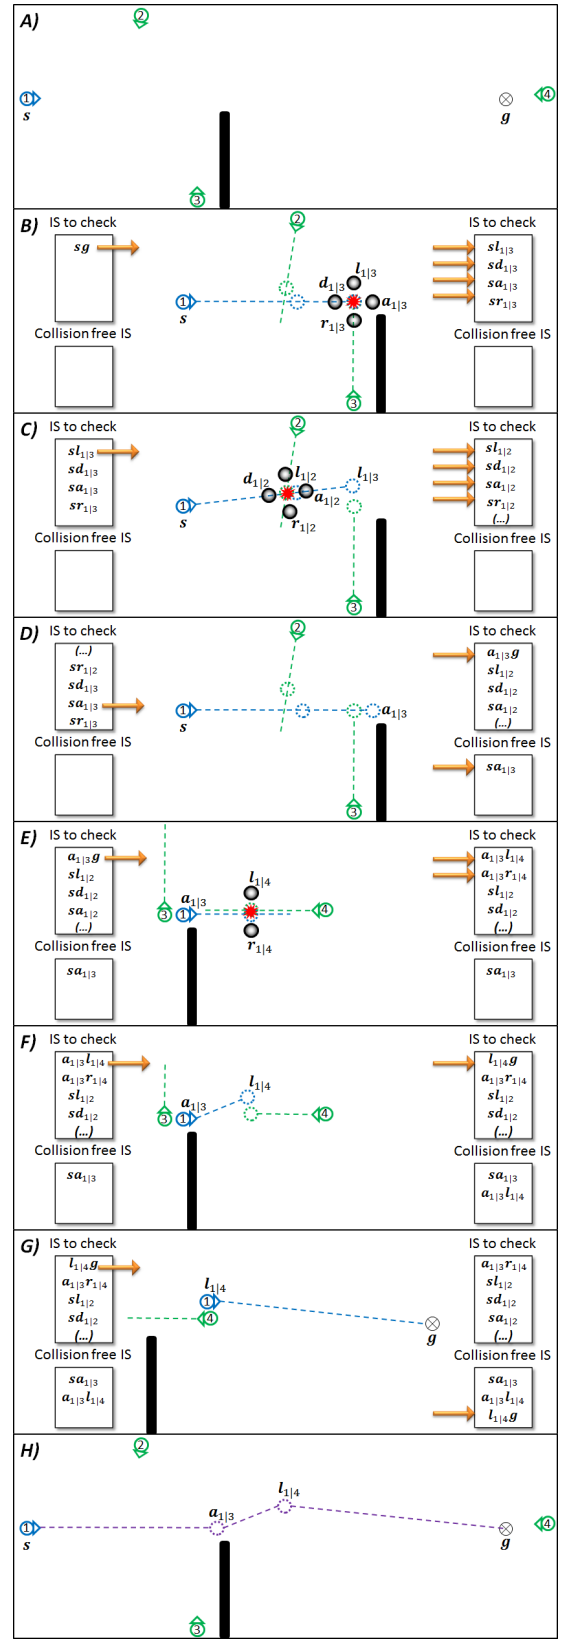 A)
2
1
s
g
4
3
B)
IS to check
IS to check
sg
2
sl1|3
sd1|3
sa1|3
sr1|3
l1|3
d1|3
a1|3
r1|3
1
s
3
Collision free IS
Collision free IS
C)
IS to check
IS to check
sl1|3
sd1|3
sa1|3
sr1|3
2
sl1|2
sd1|2
sa1|2
sr1|2
(...)
l1|2
l1|3
d1|2
a1|2
r1|2
1
s
3
Collision free IS
Collision free IS
D)
IS to check
IS to check
(...)
sr1|2
sd1|3
sa1|3
sr1|3
2
a1|3g
sl1|2
sd1|2
sa1|2
(...)
1
a1|3
s
3
Collision free IS
Collision free IS
sa1|3
E)
IS to check
IS to check
a1|3g
sl1|2
sd1|2
sa1|2
(...)
a1|3l1|4
a1|3r1|4
sl1|2
sd1|2
(...)
l1|4
a1|3
3
1
4
r1|4
Collision free IS
Collision free IS
sa1|3
sa1|3
F)
IS to check
IS to check
a1|3l1|4
a1|3r1|4
sl1|2
sd1|2
(...)
l1|4g
a1|3r1|4
sl1|2
sd1|2
(...)
l1|4
a1|3
3
1
4
Collision free IS
Collision free IS
sa1|3
sa1|3
a1|3l1|4
G)
IS to check
IS to check
l1|4g
a1|3r1|4
sl1|2
sd1|2
(...)
a1|3r1|4
sl1|2
sd1|2
sa1|2
(...)
l1|4
1
4
g
Collision free IS
Collision free IS
sa1|3
a1|3l1|4
sa1|3
a1|3l1|4
l1|4g
H)
2
l1|4
a1|3
1
s
g
4
3